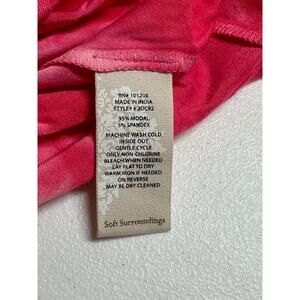 RN# 101206
MADE IN INDIA
STYLE# 2DC92
95% MODAL
5% SPANDEX
MACHINE WASH COLD
INSIDE OUT
GENTLE CYCLE
ONLY NON-CHLORINE
BLEACH WHEN NEEDED
LAY FLAT TO DRY
WARM IRON IF NEEDED
ON REVERSE
MAY BE DRY CLEANED
Soft Surroundings